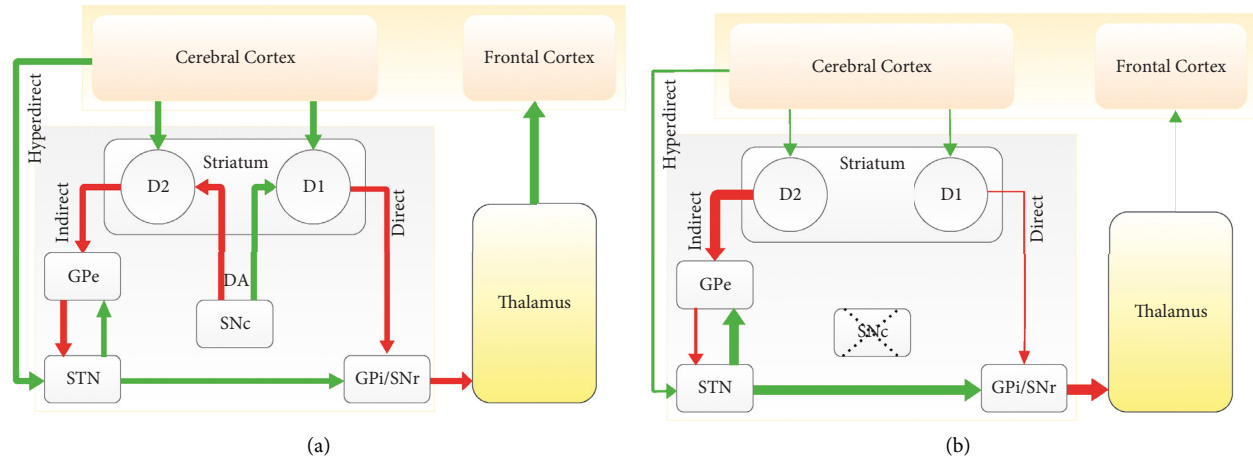 Cerebral Cortex
Frontal Cortex
Hyperdirect
Striatum
D2
D1
Indirect
Direct
GPe
DA
SNc
Thalamus
STN
GPi/SNr
(a)
Cerebral Cortex
Frontal Cortex
Hyperdirect
Striatum
D2
D1
Indirect
Direct
GPe
SNc
Thalamus
STN
GPi/SNr
(b)